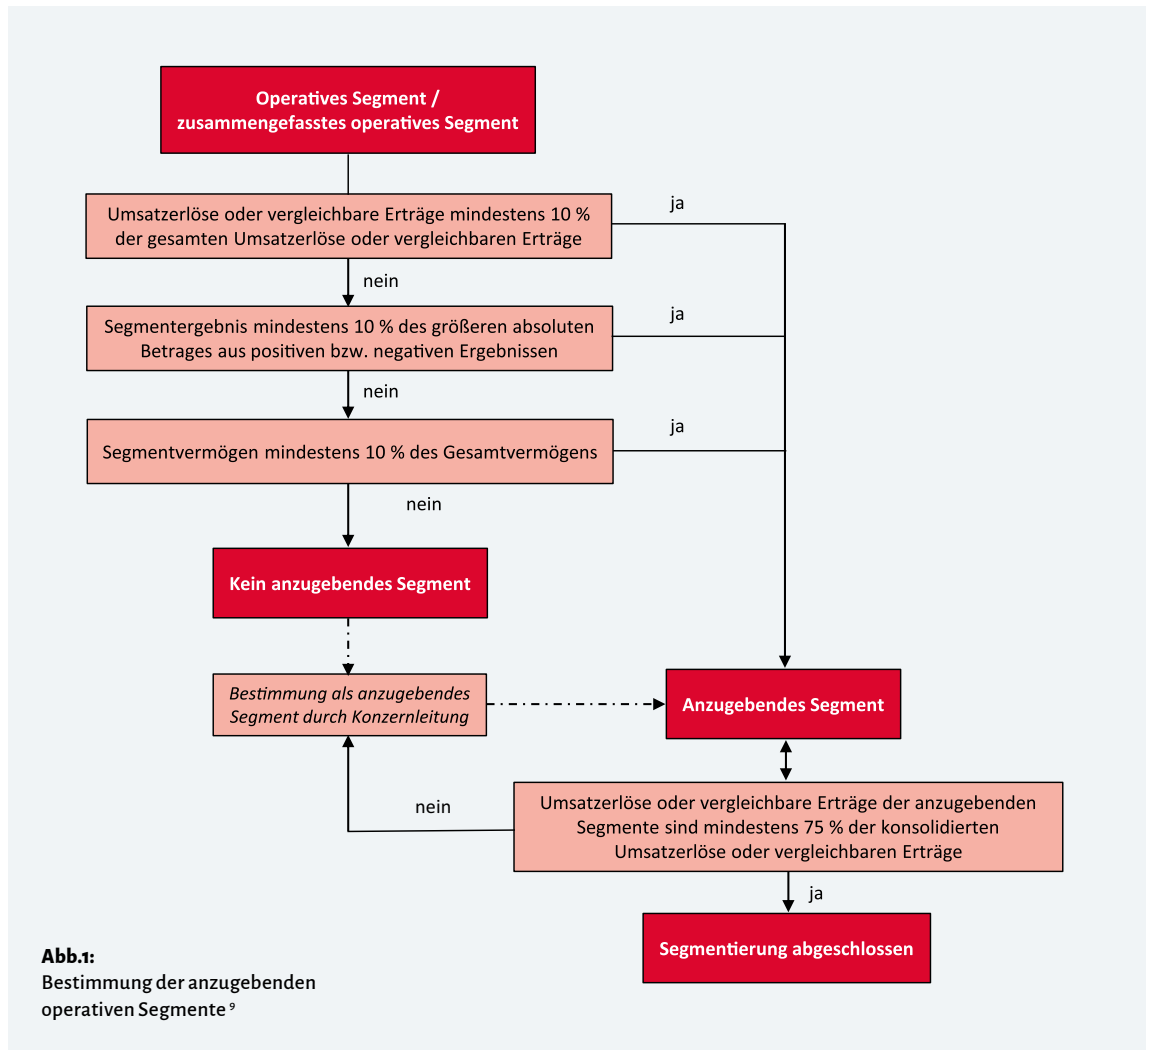 Operatives Segment /
zusammengefasstes operatives Segment
Umsatzerlöse oder vergleichbare Erträge mindestens 10 %
der gesamten Umsatzerlöse oder vergleichbaren Erträge
ja
nein
Segmentergebnis mindestens 10 % des größeren absoluten
Betrages aus positiven bzw. negativen Ergebnissen
ja
nein
Segmentvermögen mindestens 10 % des Gesamtvermögens
ja
nein
Kein anzugebendes Segment
Bestimmung als anzugebendes
Segment durch Konzernleitung
Anzugebendes Segment
nein
Umsatzerlöse oder vergleichbare Erträge der anzugebenden
Segmente sind mindestens 75 % der konsolidierten
Umsatzerlöse oder vergleichbaren Erträge
ja
Segmentierung abgeschlossen
Abb.1:
Bestimmung der anzugebenden
operativen Segmente ⁹